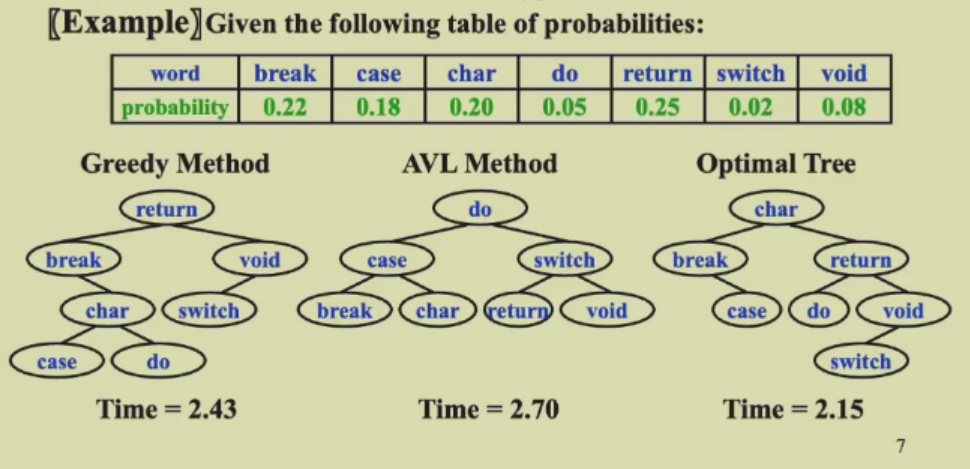 〖Example〗Given the following table of probabilities:
word break case char do return switch void
probability 0.22 0.18 0.20 0.05 0.25 0.02 0.08
Greedy Method AVL Method Optimal Tree
return do char
break void case switch break return
char switch break char return void case do void
case do switch
Time = 2.43 Time = 2.70 Time = 2.15
7